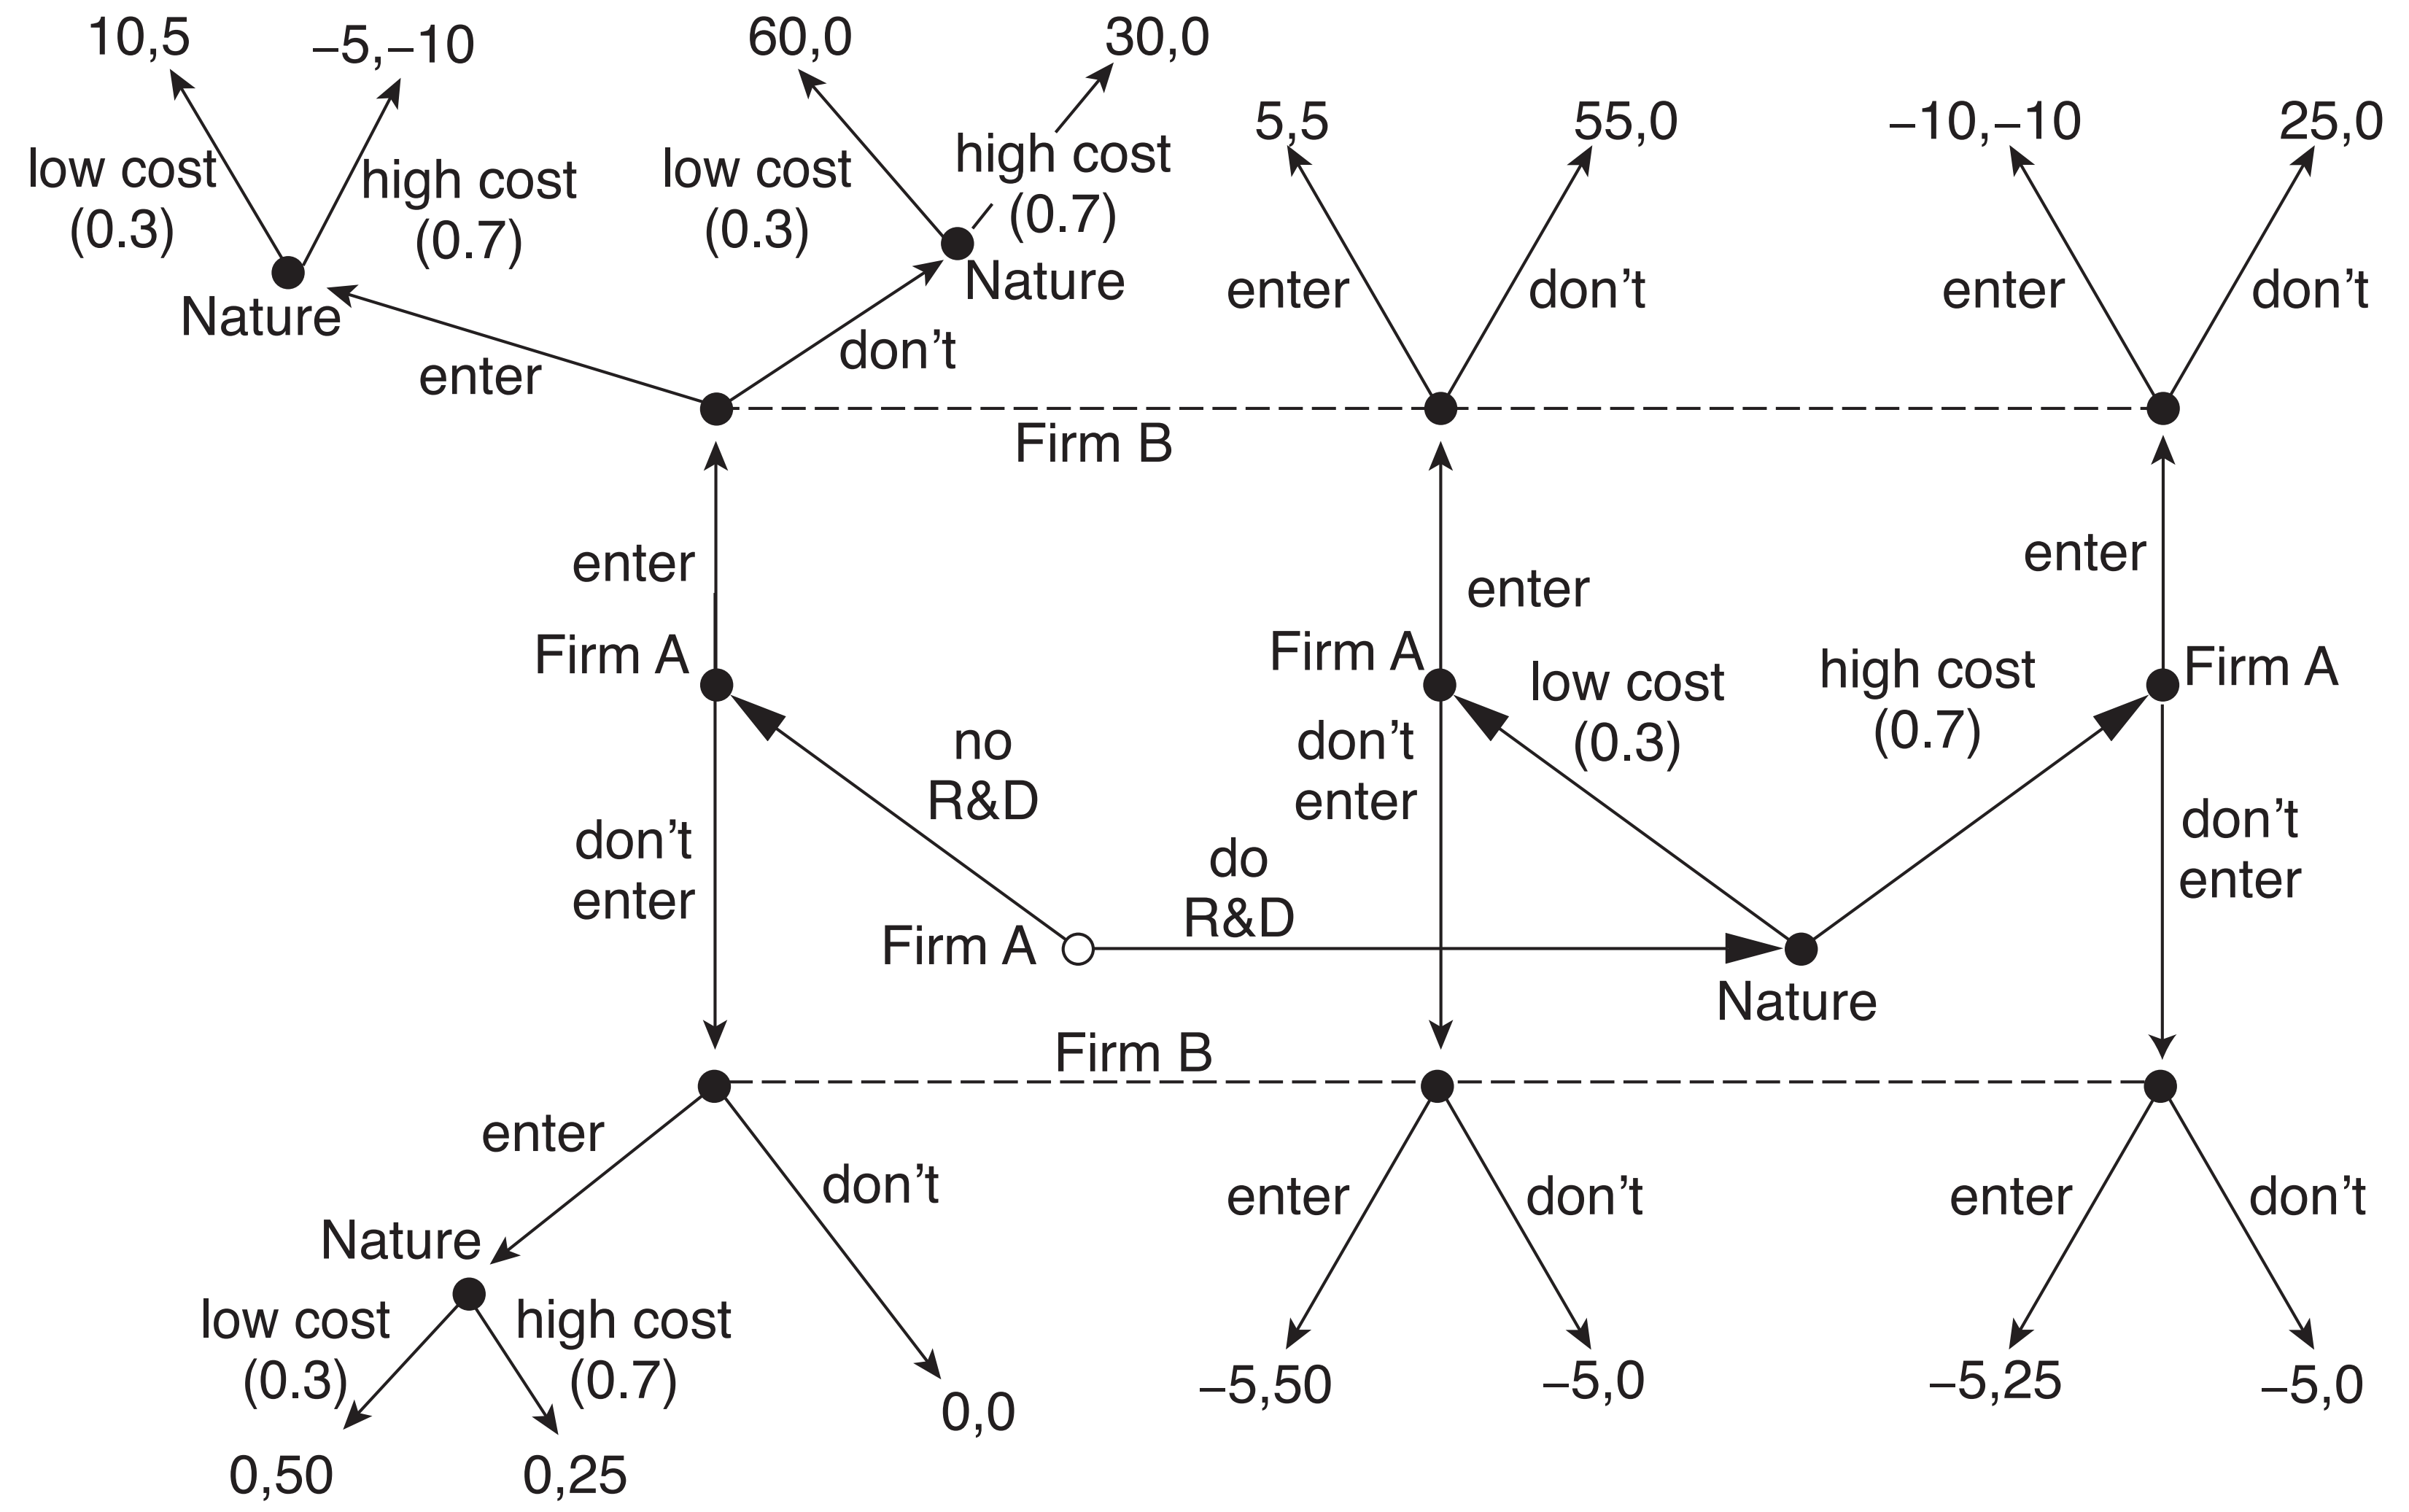 10,5
–5,–10
60,0
30,0
5,5
55,0
–10,–10
25,0
low cost
(0.3)
high cost
(0.7)
low cost
(0.3)
high cost
(0.7)
Nature
Nature
enter
don’t
enter
don’t
enter
don’t
Firm B
enter
enter
enter
Firm A
Firm A
Firm A
low cost
(0.3)
high cost
(0.7)
no
R&D
don’t
enter
don’t
enter
don’t
enter
do
R&D
Firm A
Nature
Firm B
enter
don’t
enter
don’t
enter
don’t
Nature
low cost
(0.3)
high cost
(0.7)
0,50
0,25
0,0
–5,50
–5,0
–5,25
–5,0